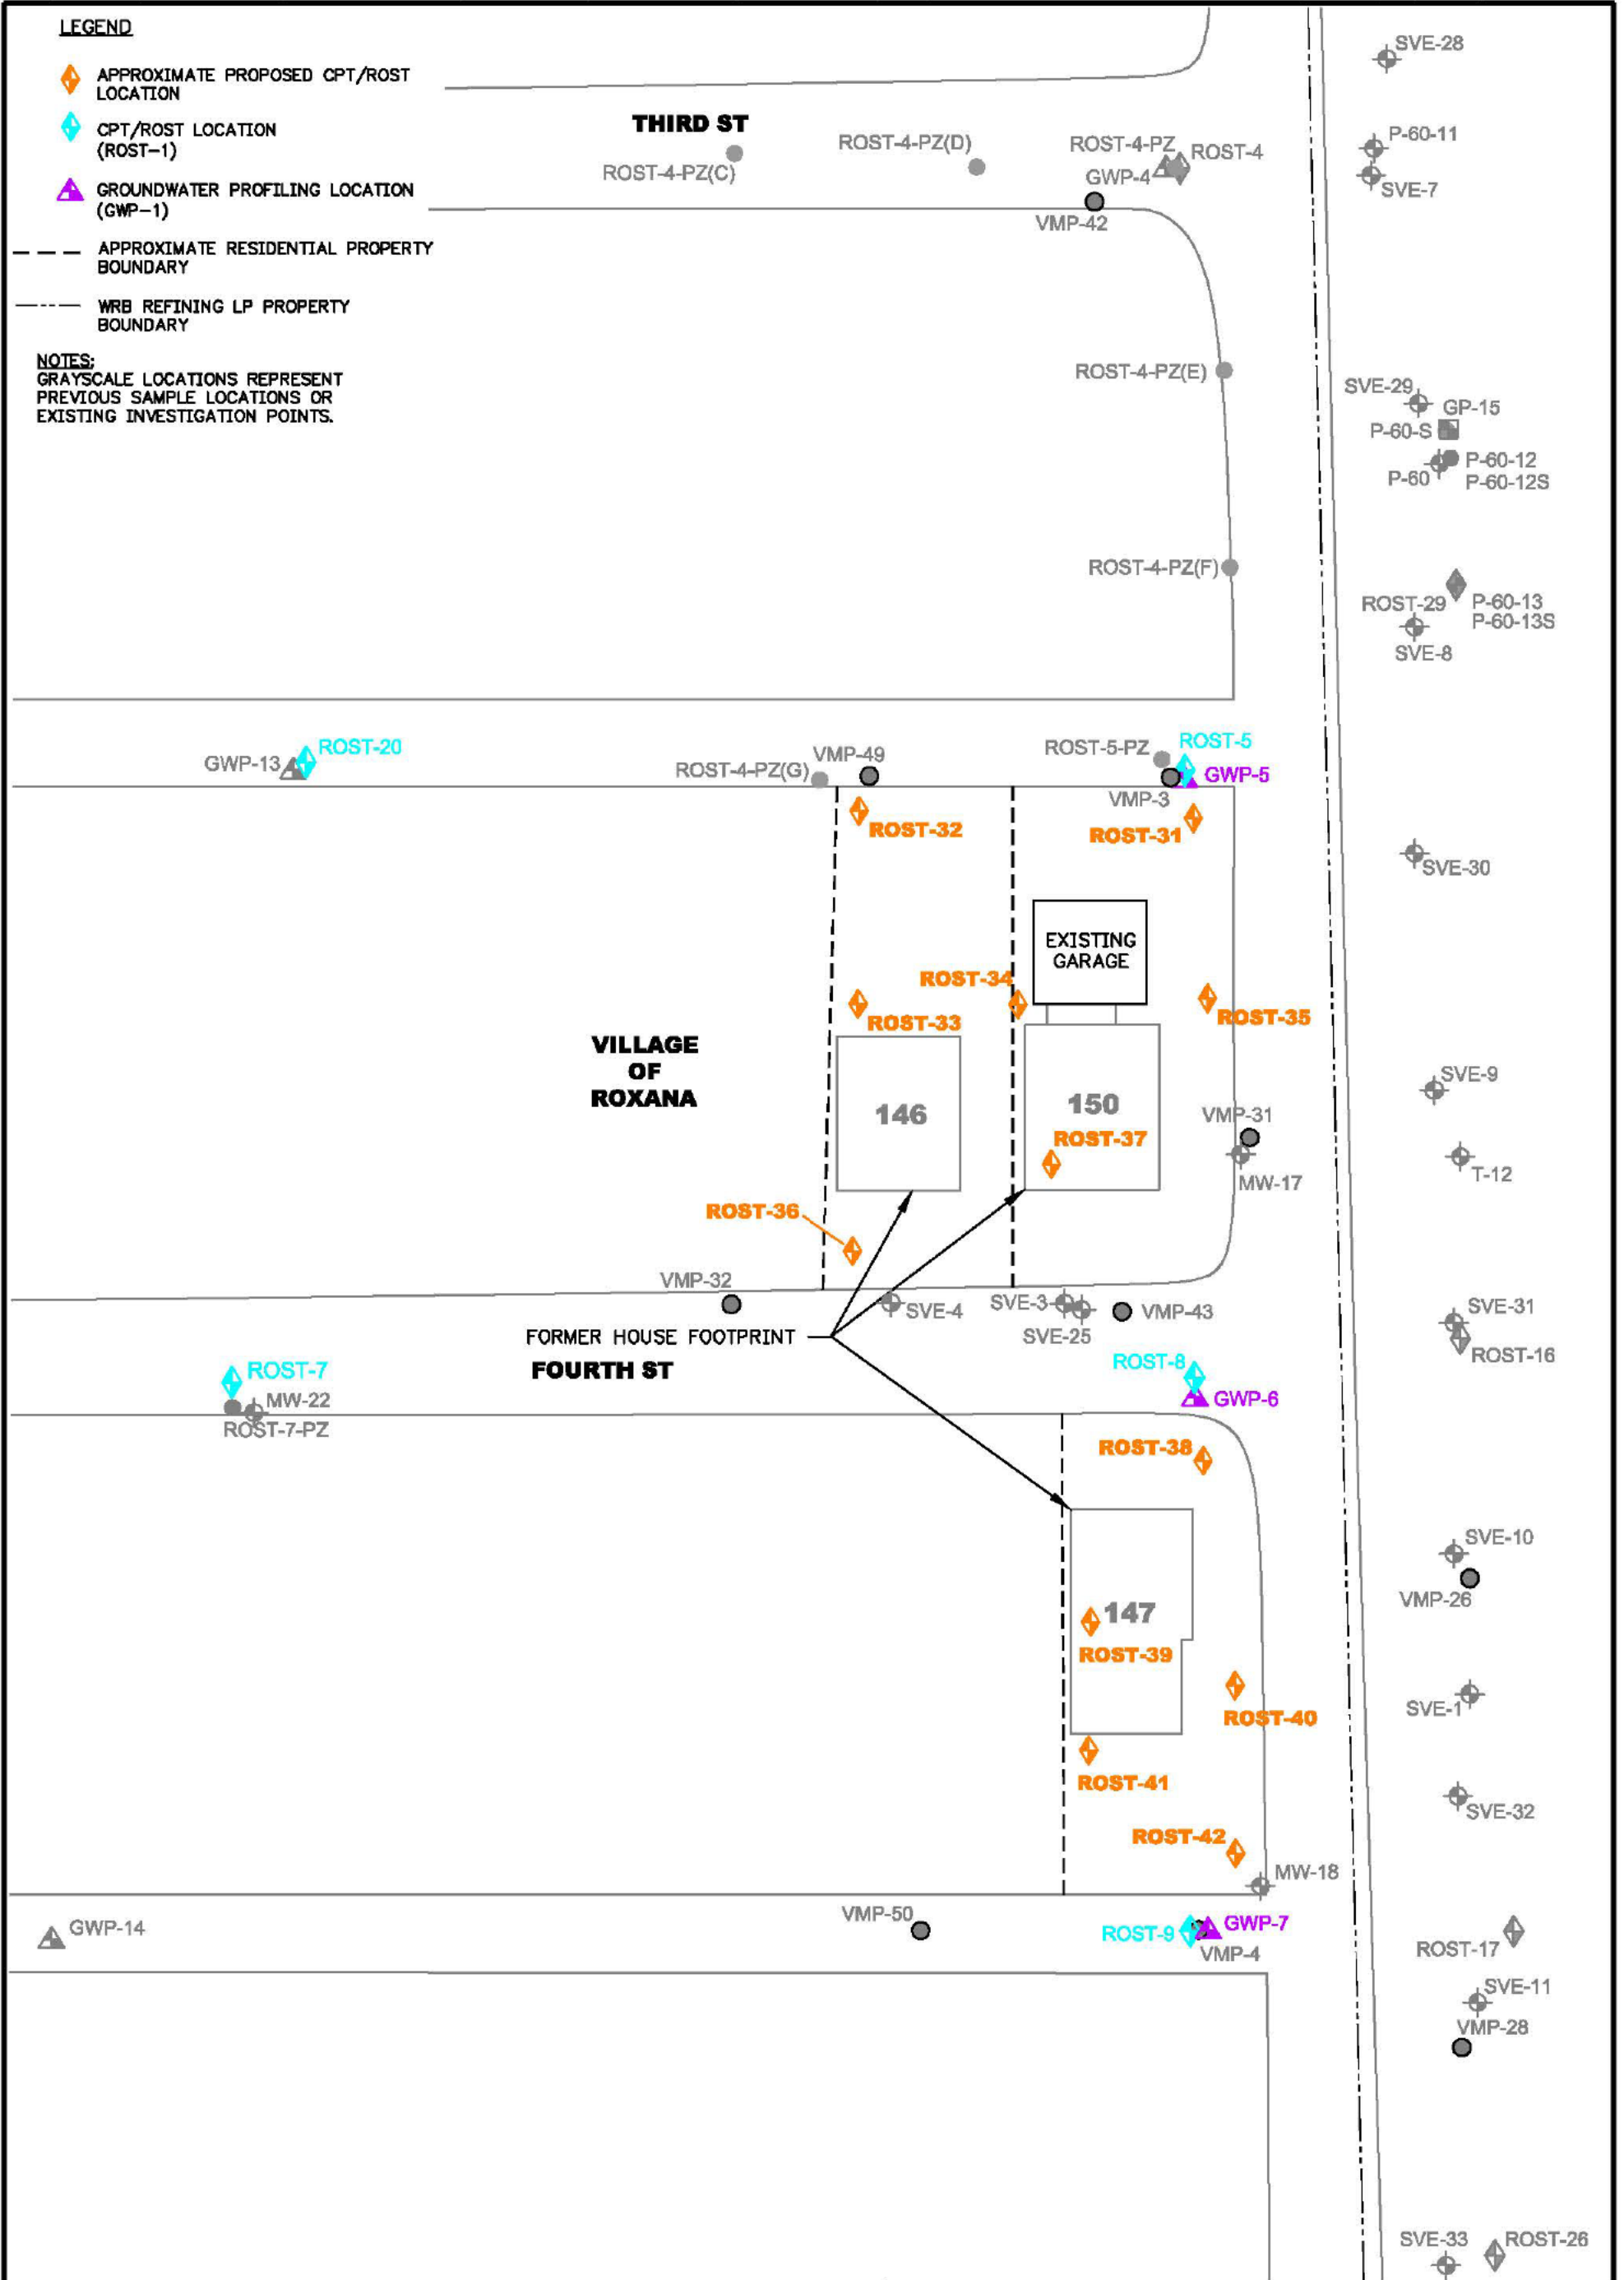 LEGEND
APPROXIMATE PROPOSED CPT/ROST
LOCATION
CPT/ROST LOCATION
(ROST-1)
GROUNDWATER PROFILING LOCATION
(GWP-1)
APPROXIMATE RESIDENTIAL PROPERTY
BOUNDARY
WRB REFINING LP PROPERTY
BOUNDARY
NOTES:
GRAYSCALE LOCATIONS REPRESENT
PREVIOUS SAMPLE LOCATIONS OR
EXISTING INVESTIGATION POINTS.
SVE-28
THIRD ST
ROST-4-PZ(C)
ROST-4-PZ(D)
ROST-4-PZ
ROST-4
GWP-4
VMP-42
P-60-11
SVE-7
ROST-4-PZ(E)
SVE-29
GP-15
P-60-S
P-60
P-60-12
P-60-12S
ROST-4-PZ(F)
ROST-29
P-60-13
P-60-13S
SVE-8
GWP-13
ROST-20
ROST-4-PZ(G)
VMP-49
ROST-5-PZ
ROST-5
GWP-5
VMP-3
ROST-32
ROST-31
SVE-30
EXISTING
GARAGE
ROST-34
ROST-33
ROST-35
VILLAGE
OF
ROXANA
146
150
ROST-37
VMP-31
MW-17
SVE-9
T-12
ROST-36
VMP-32
SVE-4
SVE-3
SVE-25
VMP-43
SVE-31
ROST-16
FORMER HOUSE FOOTPRINT
FOURTH ST
ROST-7
MW-22
ROST-7-PZ
ROST-8
GWP-6
ROST-38
SVE-10
VMP-26
147
ROST-39
ROST-40
SVE-1
ROST-41
SVE-32
ROST-42
MW-18
GWP-14
VMP-50
ROST-9
GWP-7
VMP-4
ROST-17
SVE-11
VMP-28
SVE-33
ROST-26